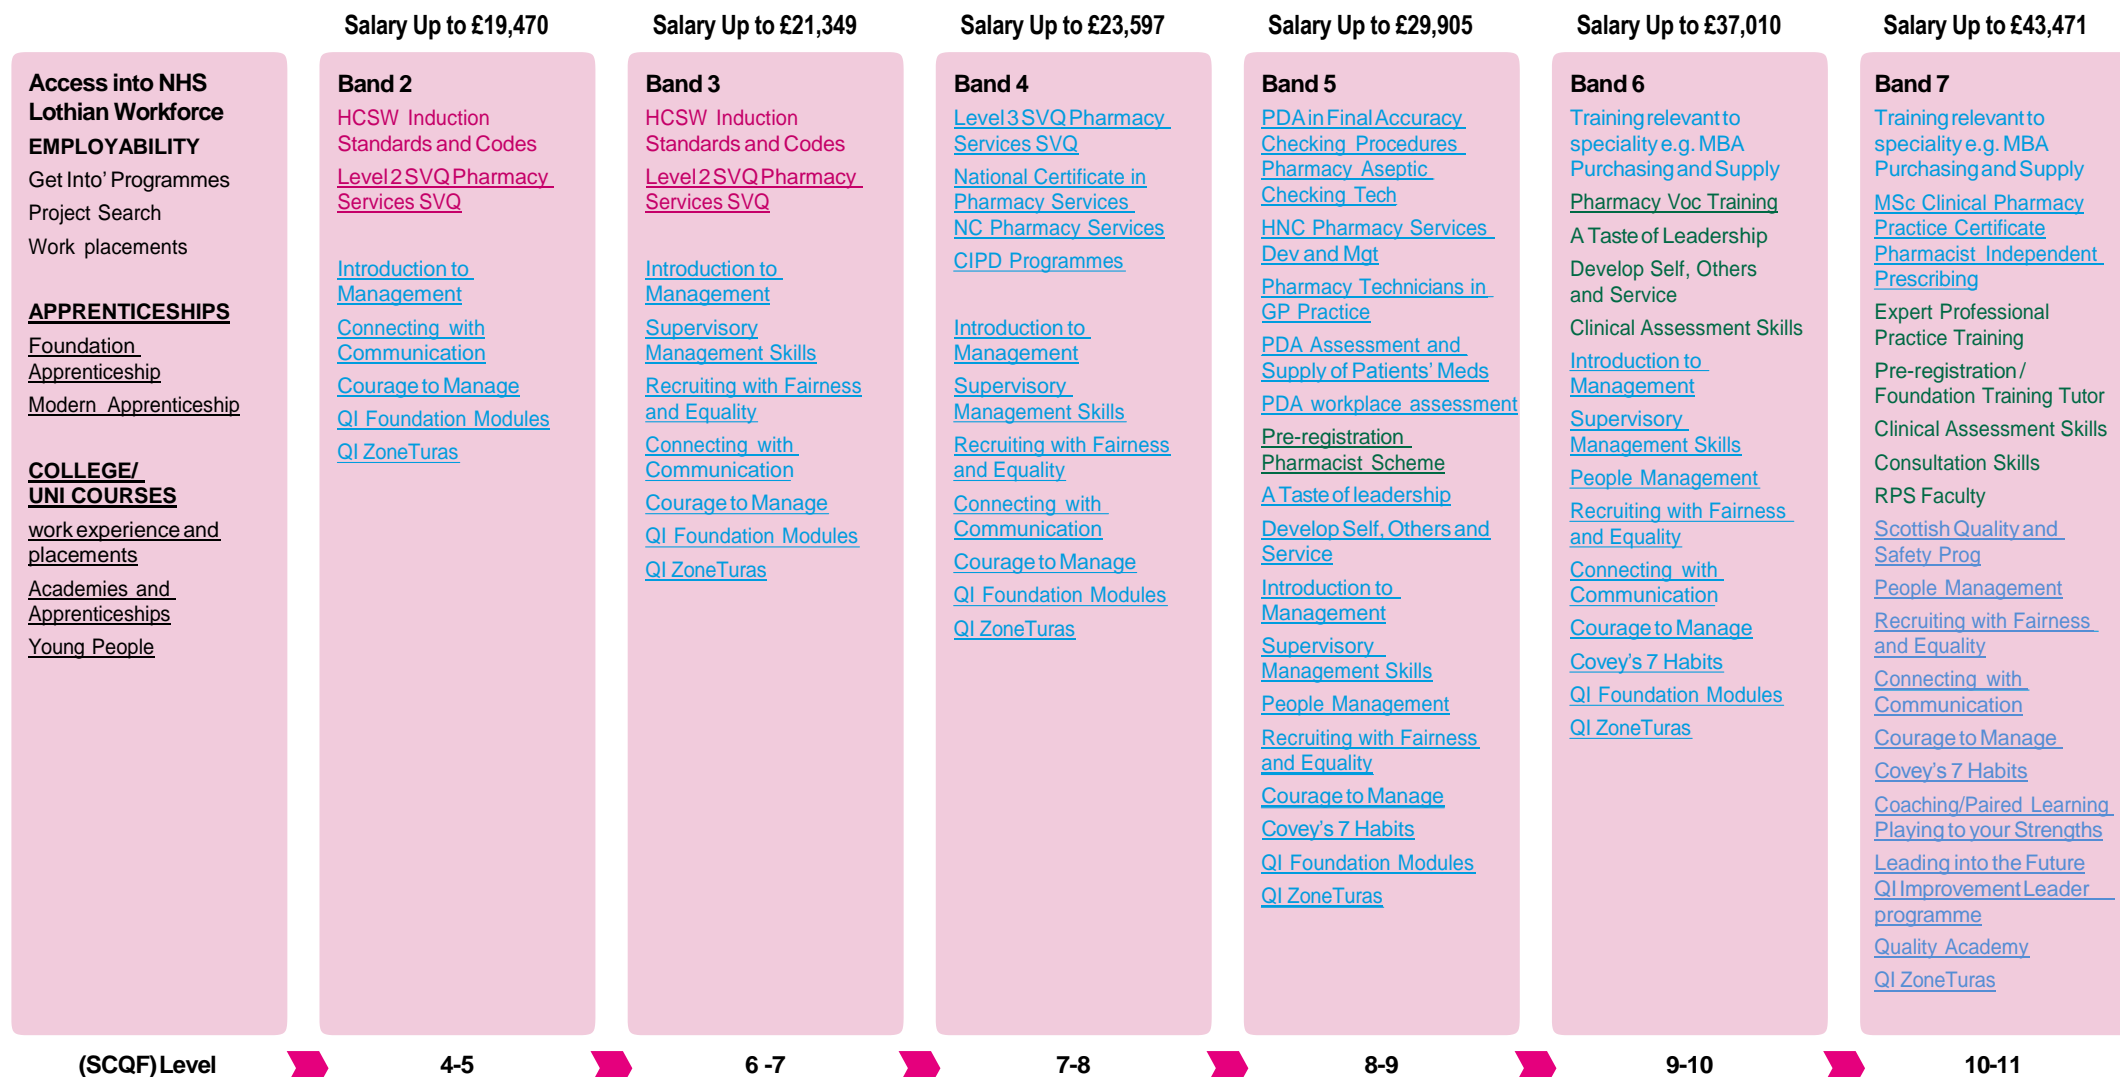 Salary Up to £19,470
Salary Up to £21,349
Salary Up to £23,597
Salary Up to £29,905
Salary Up to £37,010
Salary Up to £43,471
Access into NHS
Lothian Workforce
EMPLOYABILITY
Get Into' Programmes
Project Search
Work placements
APPRENTICESHIPS
Foundation
Apprenticeship
Modern Apprenticeship
COLLEGE/
UNI COURSES
work experience and
placements
Academies and
Apprenticeships
Young People
Band 2
HCSW Induction
Standards and Codes
Level 2 SVQ Pharmacy
Services SVQ
Introduction to
Management
Connecting with
Communication
Courage to Manage
QI Foundation Modules
QI ZoneTuras
Band 3
HCSW Induction
Standards and Codes
Level 2 SVQ Pharmacy
Services SVQ
Introduction to
Management
Supervisory
Management Skills
Recruiting with Fairness
and Equality
Connecting with
Communication
Courage to Manage
QI Foundation Modules
QI ZoneTuras
Band 4
Level 3 SVQ Pharmacy
Services SVQ
National Certificate in
Pharmacy Services
NC Pharmacy Services
CIPD Programmes
Introduction to
Management
Supervisory
Management Skills
Recruiting with Fairness
and Equality
Connecting with
Communication
Courage to Manage
QI Foundation Modules
QI ZoneTuras
Band 5
PDA in Final Accuracy
Checking Procedures
Pharmacy Aseptic
Checking Tech
HNC Pharmacy Services
Dev and Mgt
Pharmacy Technicians in
GP Practice
PDA Assessment and
Supply of Patients' Meds
PDA workplace assessment
Pre-registration
Pharmacist Scheme
A Taste of leadership
Develop Self, Others and
Service
Introduction to
Management
Supervisory
Management Skills
People Management
Recruiting with Fairness
and Equality
Courage to Manage
Covey's 7 Habits
QI Foundation Modules
QI ZoneTuras
Band 6
Training relevant to
speciality e.g. MBA
Purchasing and Supply
Pharmacy Voc Training
A Taste of Leadership
Develop Self, Others
and Service
Clinical Assessment Skills
Introduction to
Management
Supervisory
Management Skills
People Management
Recruiting with Fairness
and Equality
Connecting with
Communication
Courage to Manage
Covey's 7 Habits
QI Foundation Modules
QI ZoneTuras
Band 7
Training relevant to
speciality e.g. MBA
Purchasing and Supply
MSc Clinical Pharmacy
Practice Certificate
Pharmacist Independent
Prescribing
Expert Professional
Practice Training
Pre-registration /
Foundation Training Tutor
Clinical Assessment Skills
Consultation Skills
RPS Faculty
Scottish Quality and
Safety Prog
People Management
Recruiting with Fairness
and Equality
Connecting with
Communication
Courage to Manage
Covey's 7 Habits
Coaching/Paired Learning
Playing to your Strengths
Leading into the Future
QI Improvement Leader
programme
Quality Academy
QI ZoneTuras
(SCQF) Level
4-5
6 -7
7-8
8-9
9-10
10-11